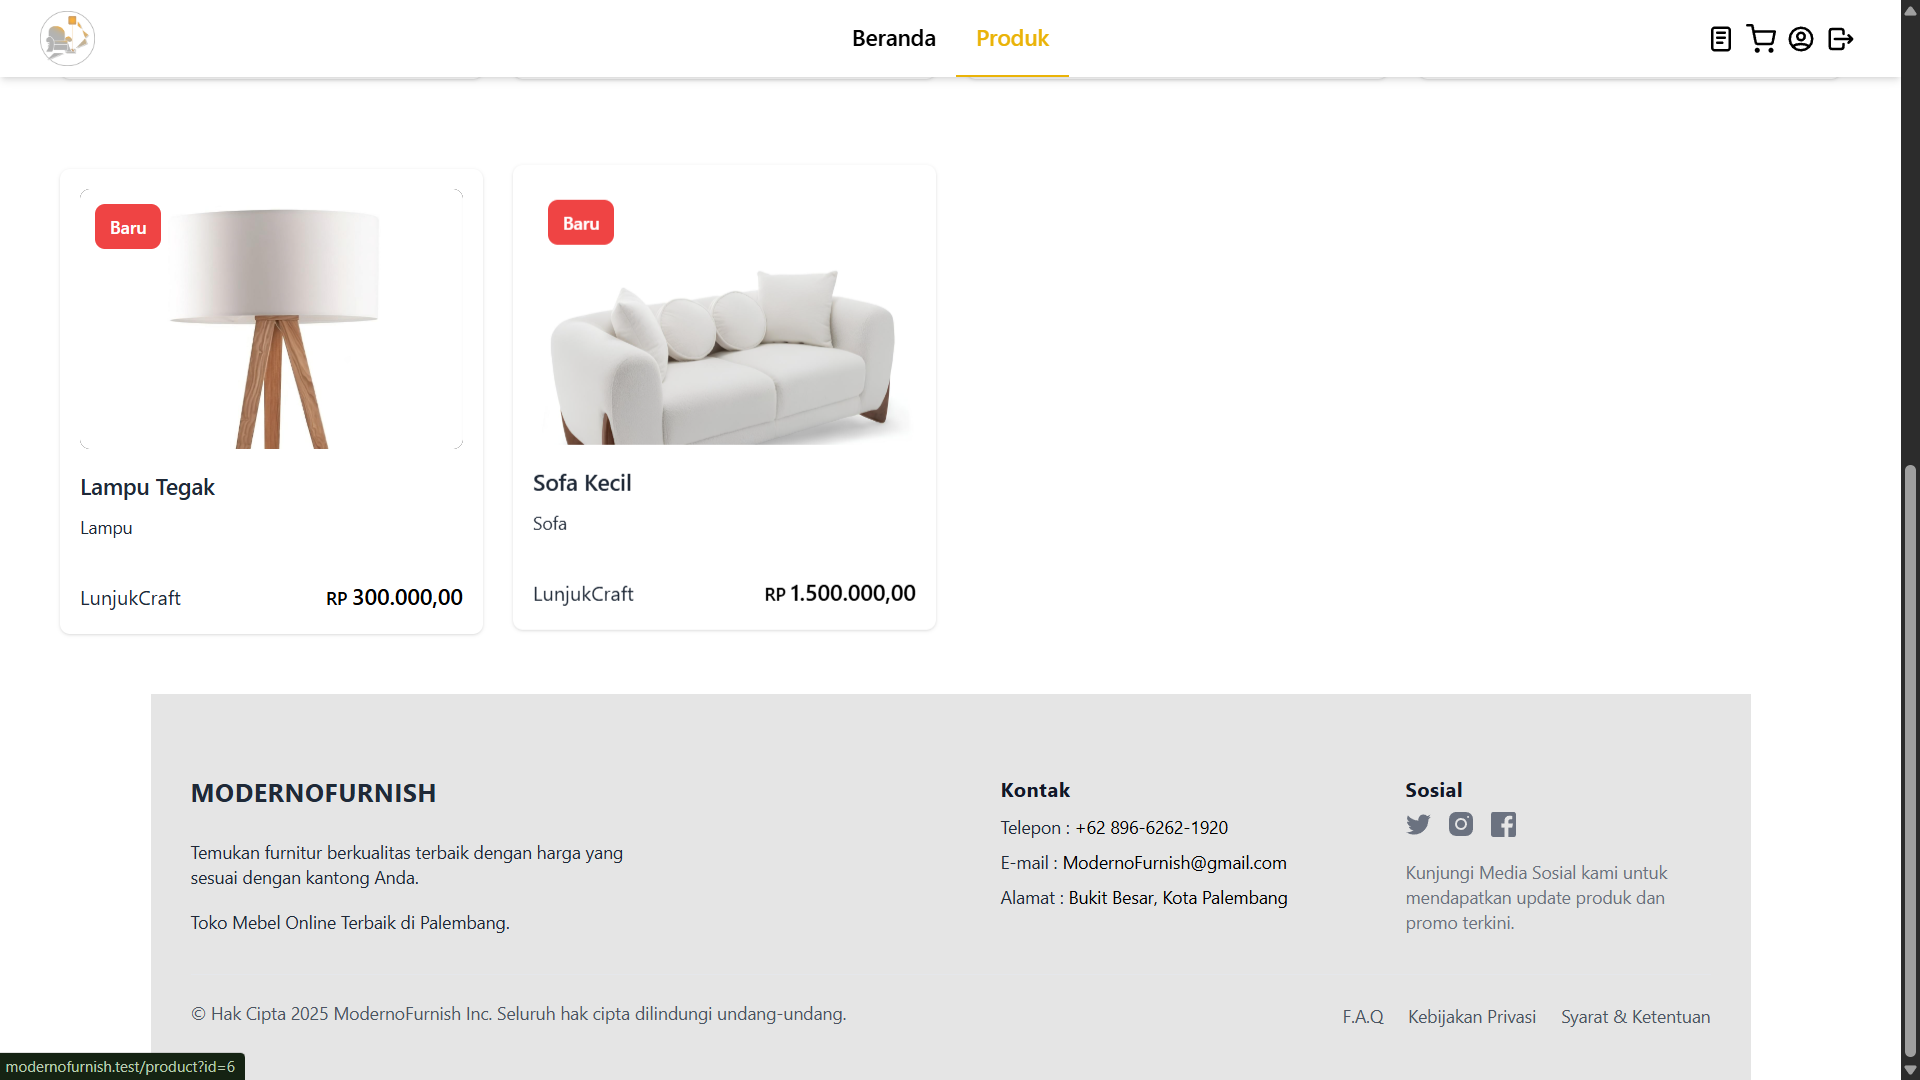 Beranda
Produk
Baru
Lampu Tegak
Lampu
LunjukCraft
RP 300.000,00
Baru
Sofa Kecil
Sofa
LunjukCraft
RP 1.500.000,00
MODERNOFURNISH
Temukan furnitur berkualitas terbaik dengan harga yang
sesuai dengan kantong Anda.
Toko Mebel Online Terbaik di Palembang.
Kontak
Telepon : +62 896-6262-1920
E-mail : ModernoFurnish@gmail.com
Alamat : Bukit Besar, Kota Palembang
Sosial
Kunjungi Media Sosial kami untuk
mendapatkan update produk dan
promo terkini.
© Hak Cipta 2025 ModernoFurnish Inc. Seluruh hak cipta dilindungi undang-undang.
F.A.Q
Kebijakan Privasi
Syarat & Ketentuan
modernofurnish.test/product?id=6